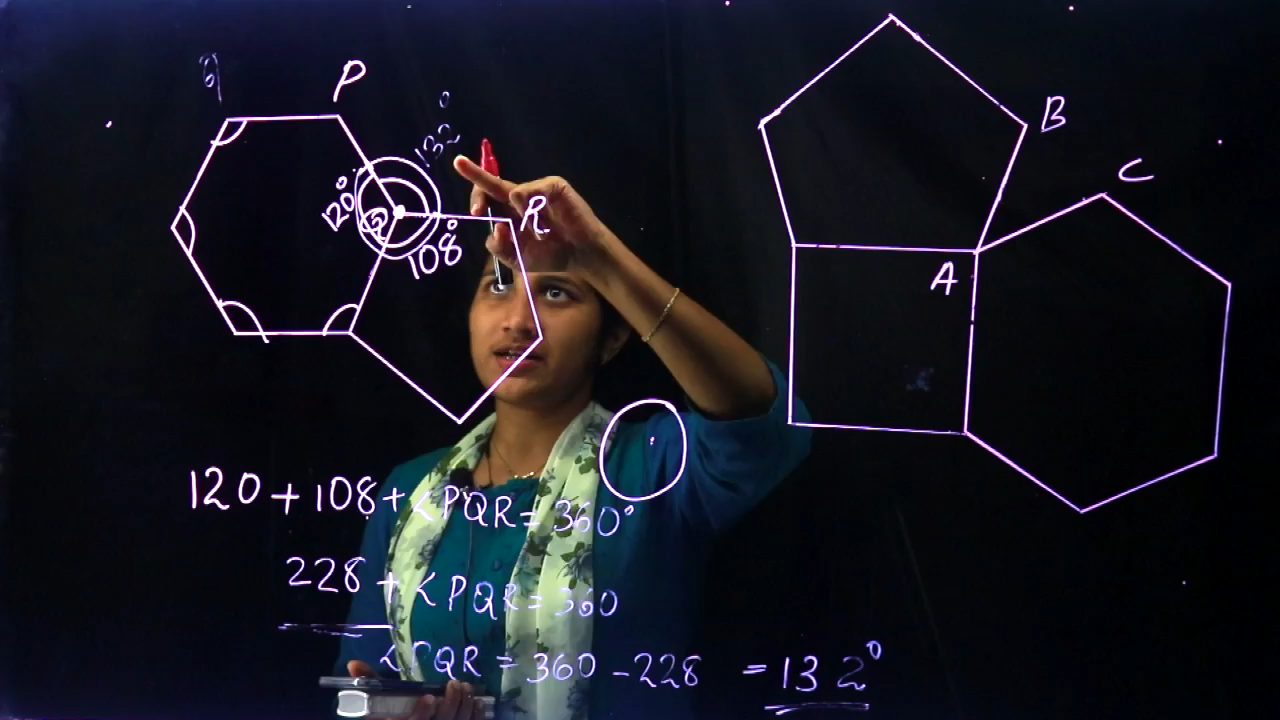 P
132°
120°
Q
R
108°
B
C
A
120 + 108 + <PQR = 360°
228 + <PQR = 360
<PQR = 360 - 228 = 132°